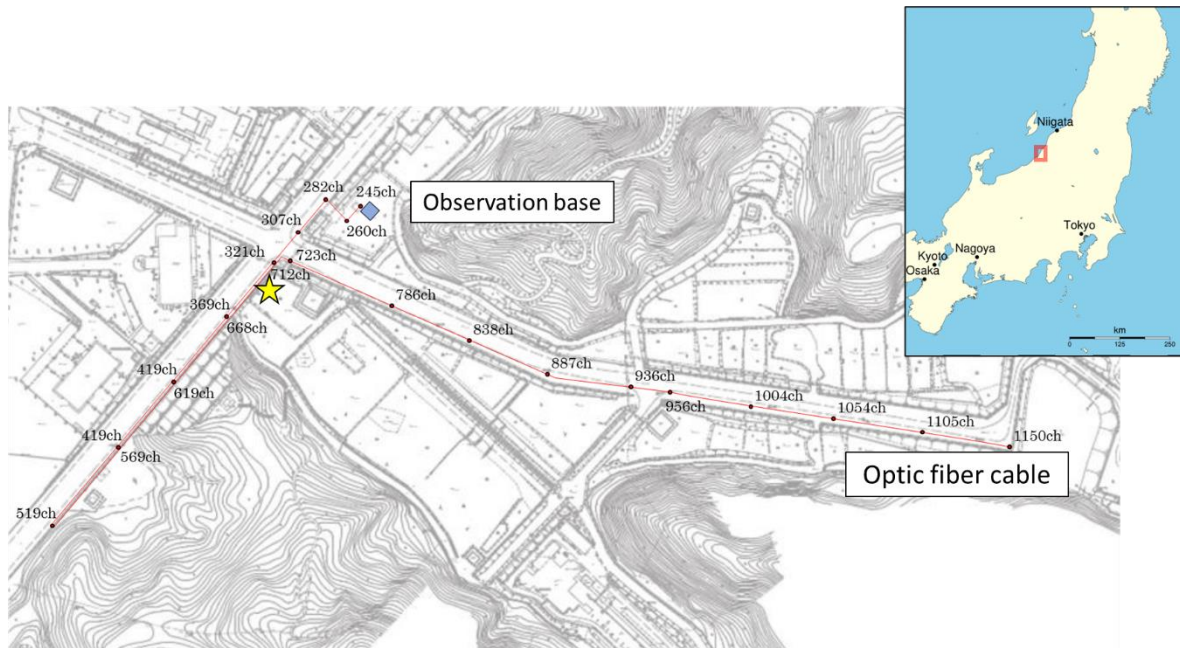 Niigata
Tokyo
Nagoya
Kyoto
Osaka
km
0 125 250
282ch
245ch
Observation base
260ch
307ch
321ch
723ch
712ch
369ch
668ch
786ch
838ch
887ch
936ch
956ch
1004ch
1054ch
1105ch
1150ch
419ch
619ch
419ch
569ch
519ch
Optic fiber cable